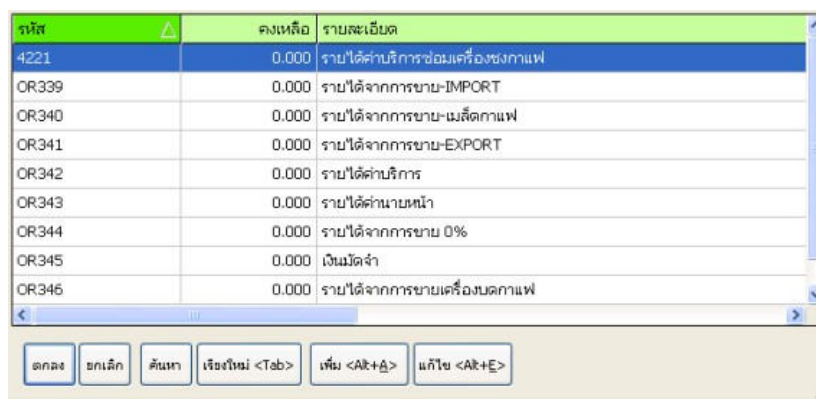 รหัส คงเหลือ รายละเอียด
4221 0.000 รายได้ค่าบริการซ่อมเครื่องชงกาแฟ
OR339 0.000 รายได้จากการขาย-IMPORT
OR340 0.000 รายได้จากการขาย-เมล็ดกาแฟ
OR341 0.000 รายได้จากการขาย-EXPORT
OR342 0.000 รายได้ค่าบริการ
OR343 0.000 รายได้ค่านายหน้า
OR344 0.000 รายได้จากการขาย 0%
OR345 0.000 เงินมัดจำ
OR346 0.000 รายได้จากการขายเครื่องบดกาแฟ
ตกลง ยกเลิก ค้นหา เรียงใหม่ <Tab> เพิ่ม <Alt+A> แก้ไข <Alt+E>